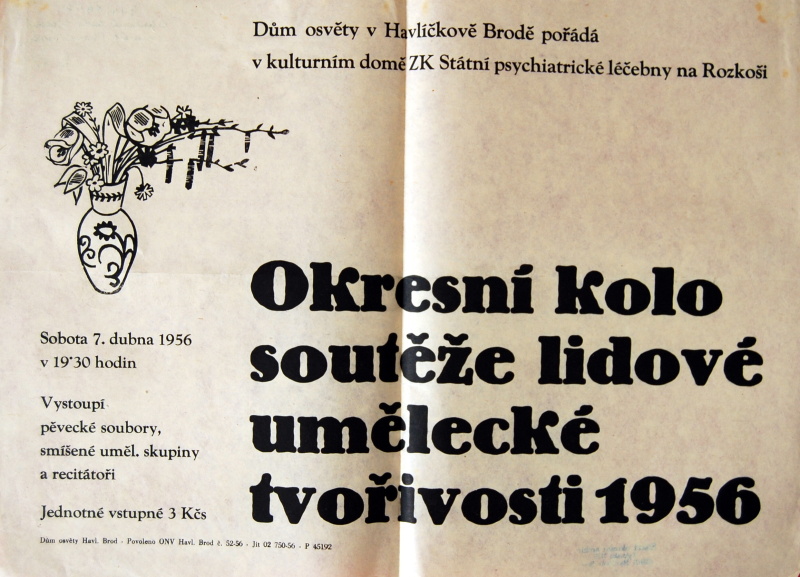 Dům osvěty v Havlíčkově Brodě pořádá
v kulturním domě ZK Státní psychiatrické léčebny na Rozkoši
Okresní kolo
soutěže lidové
umělecké
tvořivosti 1956
Sobota 7. dubna 1956
v 19·30 hodin
Vystoupí
pěvecké soubory,
smíšené uměl. skupiny
a recitátoři
Jednotné vstupné 3 Kčs
Dům osvěty Havl. Brod - Povoleno ONV Havl. Brod č. 52-56 - Jit 02 750-56 - P 45192